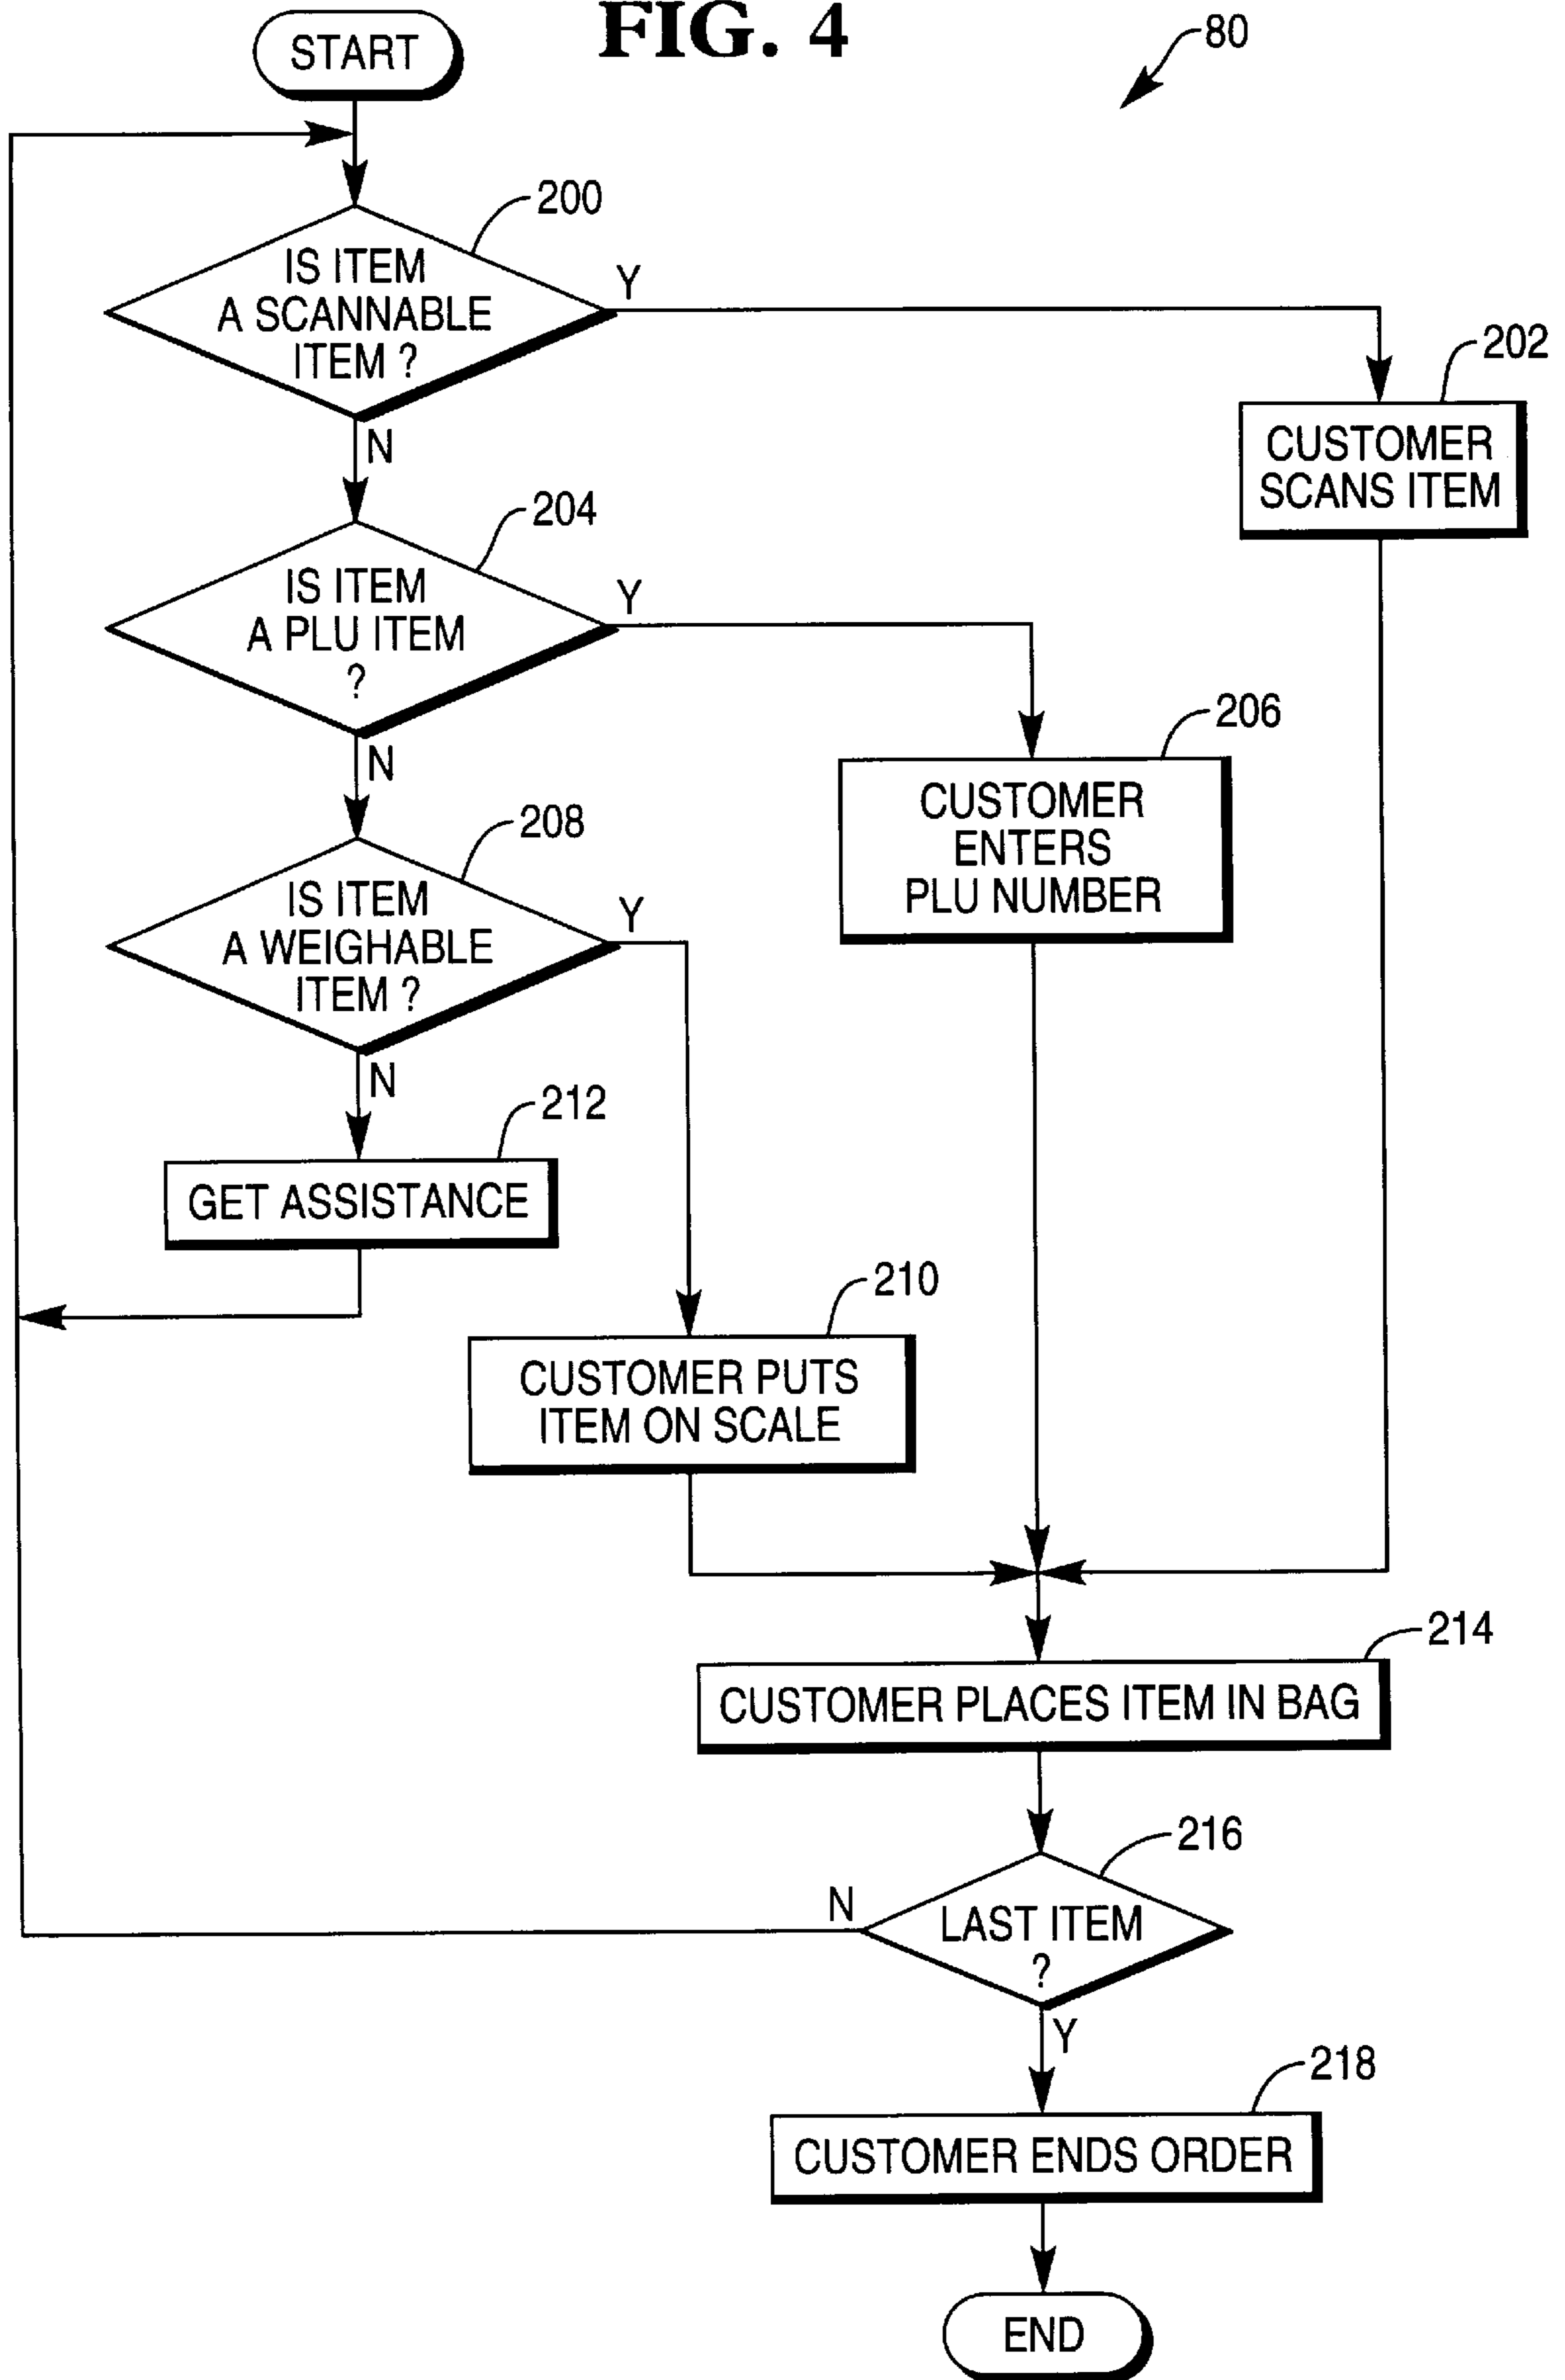 FIG. 4
80
START
200
IS ITEM
A SCANNABLE
ITEM ?
Y
N
202
CUSTOMER
SCANS ITEM
204
IS ITEM
A PLU ITEM
?
Y
N
206
CUSTOMER
ENTERS
PLU NUMBER
208
IS ITEM
A WEIGHABLE
ITEM ?
Y
N
212
GET ASSISTANCE
210
CUSTOMER PUTS
ITEM ON SCALE
214
CUSTOMER PLACES ITEM IN BAG
216
LAST ITEM
?
N
Y
218
CUSTOMER ENDS ORDER
END